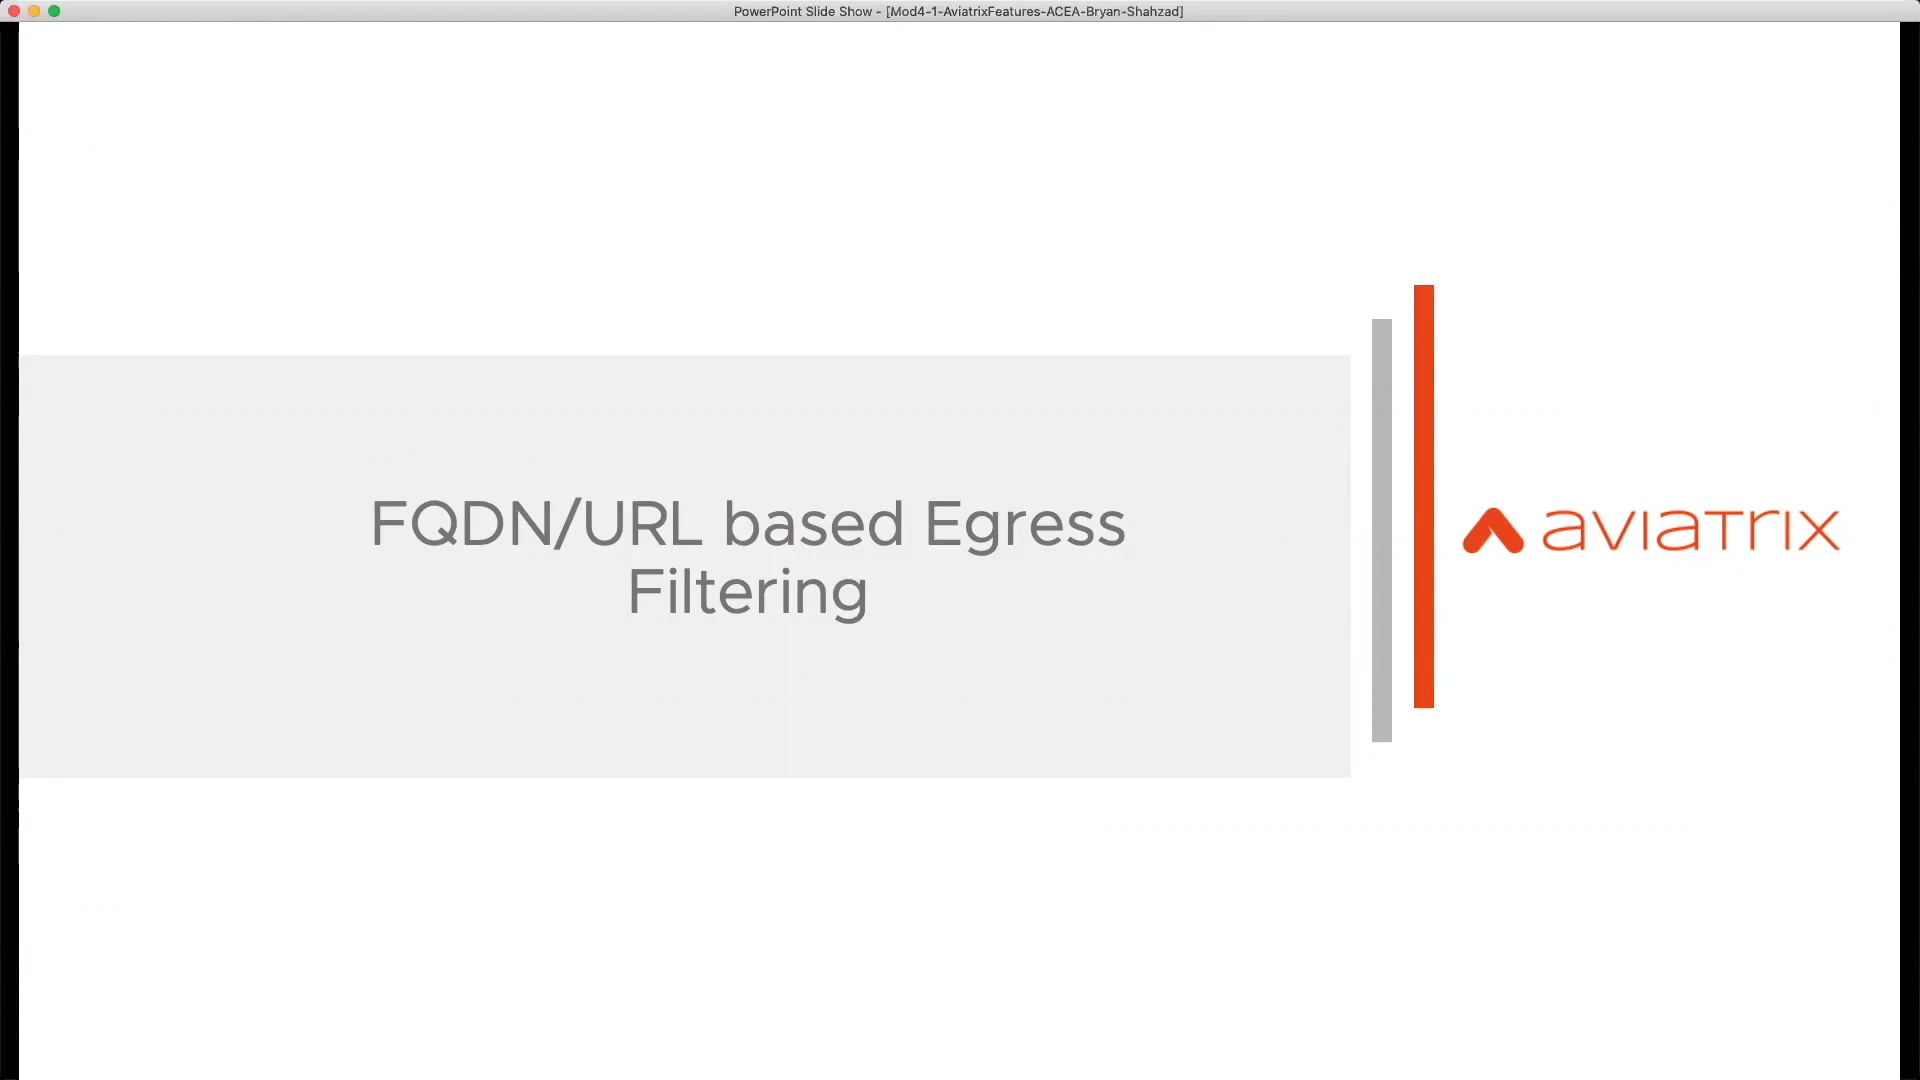 PowerPoint Slide Show - [Mod4-1-AviatrixFeatures-ACEA-Bryan-Shahzad]
FQDN/URL based Egress
Filtering
aviatrix